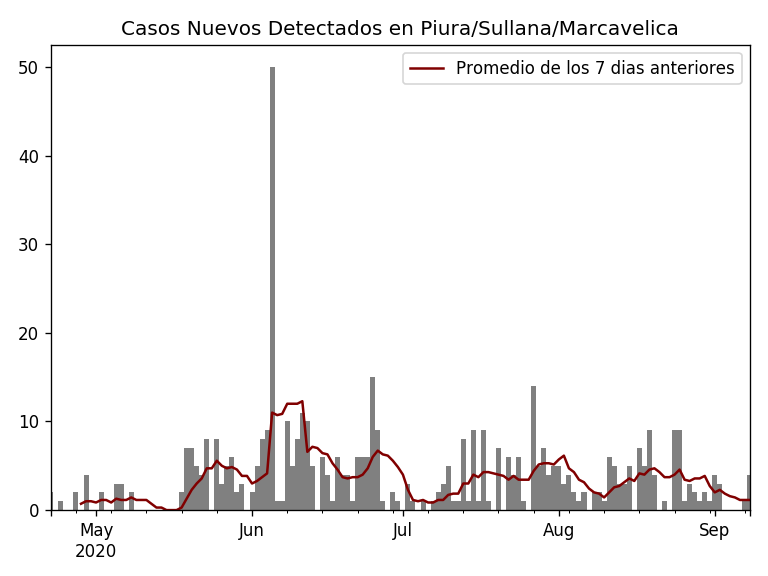 Casos Nuevos Detectados en Piura/Sullana/Marcavelica
Promedio de los 7 dias anteriores
50
40
30
20
10
0
May Jun Jul Aug Sep
2020